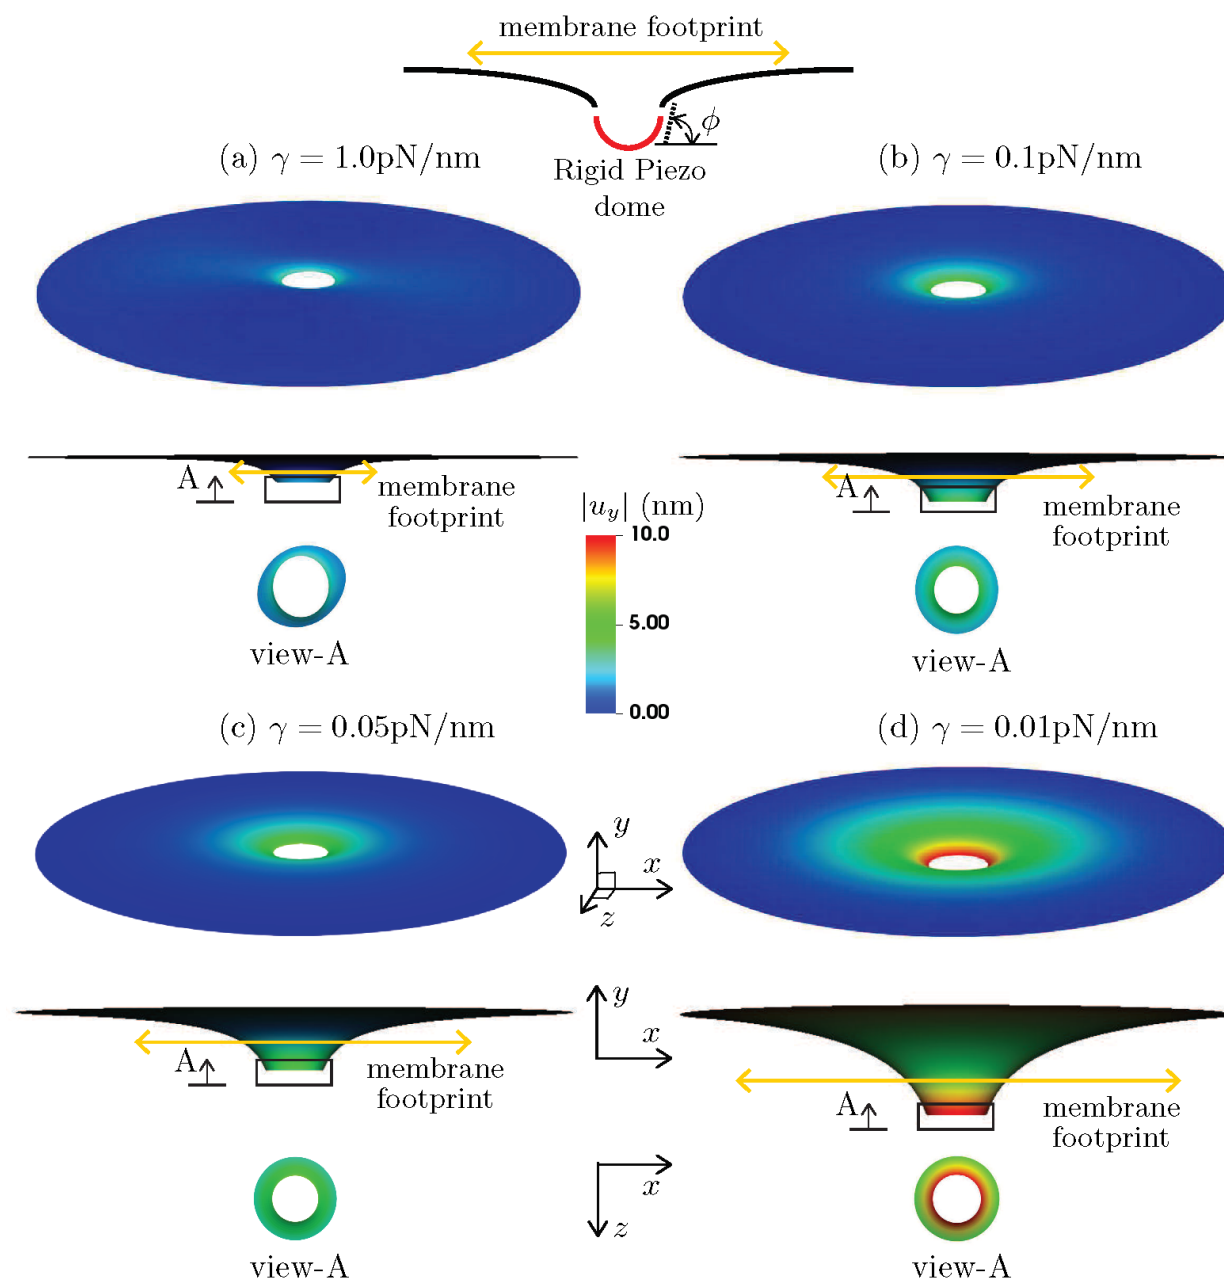 membrane footprint
ϕ
Rigid Piezo
dome
(a) γ = 1.0pN/nm
(b) γ = 0.1pN/nm
A
membrane
footprint
view-A
|u_y| (nm)
10.0
5.00
0.00
A
membrane
footprint
view-A
(c) γ = 0.05pN/nm
(d) γ = 0.01pN/nm
y
x
z
A
membrane
footprint
view-A
y
x
x
z
A
membrane
footprint
view-A